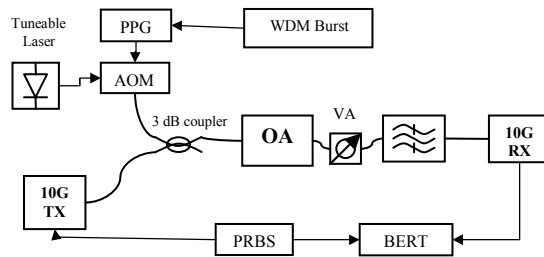 Tuneable
Laser
PPG
WDM Burst
AOM
3 dB coupler
OA
VA
10G
RX
10G
TX
PRBS
BERT